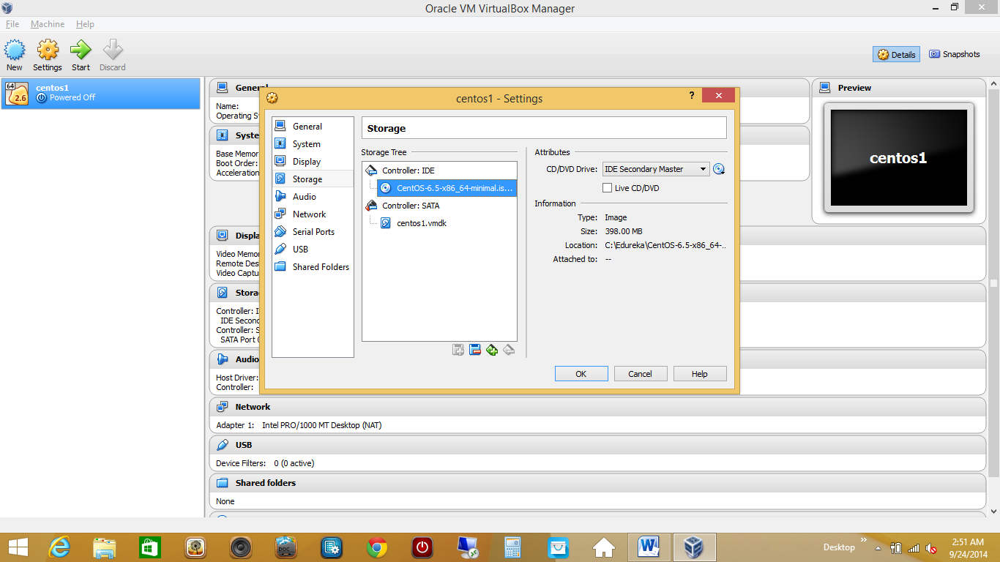 Oracle VM VirtualBox Manager
File Machine Help
New Settings Start Discard
Details Snapshots
64
2.6
centos1
Powered Off
General
Name:
Operating Sy
Syste
Base Memor
Boot Order:
Acceleration
Displa
Video Memo
Remote Des
Video Captu
Stora
Controller: I
IDE Second
Controller: S
SATA Port 0
Audio
Host Driver:
Controller:
Network
Adapter 1: Intel PRO/1000 MT Desktop (NAT)
USB
Device Filters: 0 (0 active)
Shared folders
None
Preview
centos1
centos1 - Settings
?
General
System
Display
Storage
Audio
Network
Serial Ports
USB
Shared Folders
Storage
Storage Tree
Controller: IDE
CentOS-6.5-x86_64-minimal.is...
Controller: SATA
centos1.vmdk
Attributes
CD/DVD Drive: IDE Secondary Master
Live CD/DVD
Information
Type: Image
Size: 398.00 MB
Location: C:\Edureka\CentOS-6.5-x86_64-..
Attached to: --
OK Cancel Help
DOC
Desktop
2:51 AM
9/24/2014